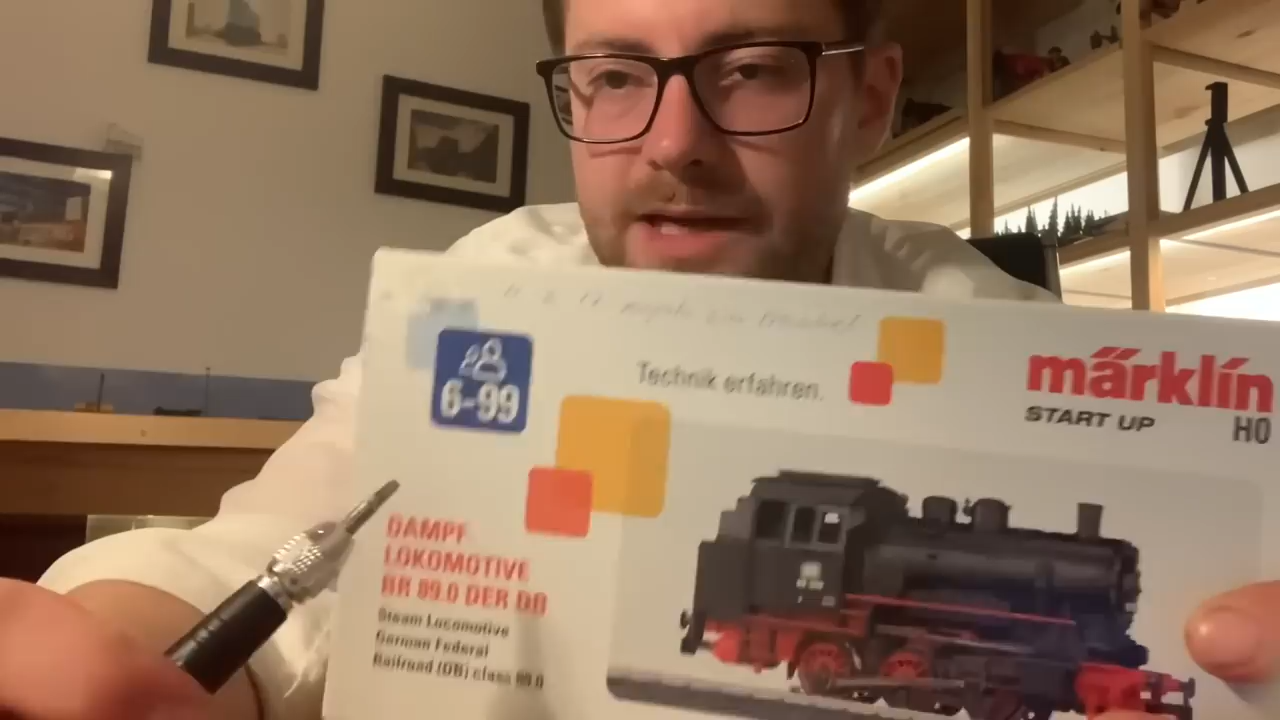 6-99
Technik erfahren.
märklin
START UP
H0
DAMPF
LOKOMOTIVE
BR 89.0 DER DB
Steam Locomotive
German Federal
Railroad (DB) class 89.0